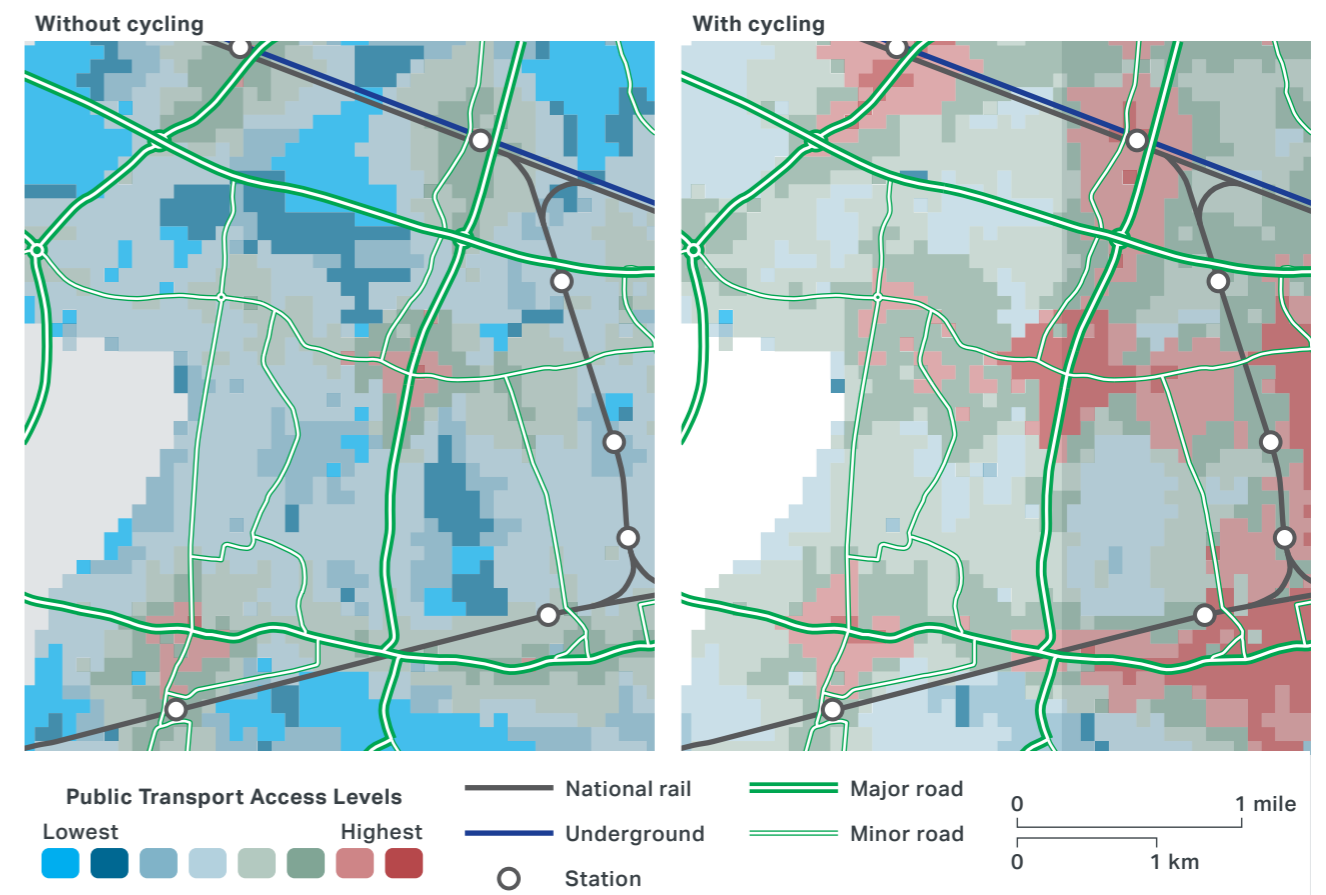 Without cycling
With cycling
Public Transport Access Levels
Lowest
Highest
National rail
Underground
Station
Major road
Minor road
0
1 mile
0
1 km